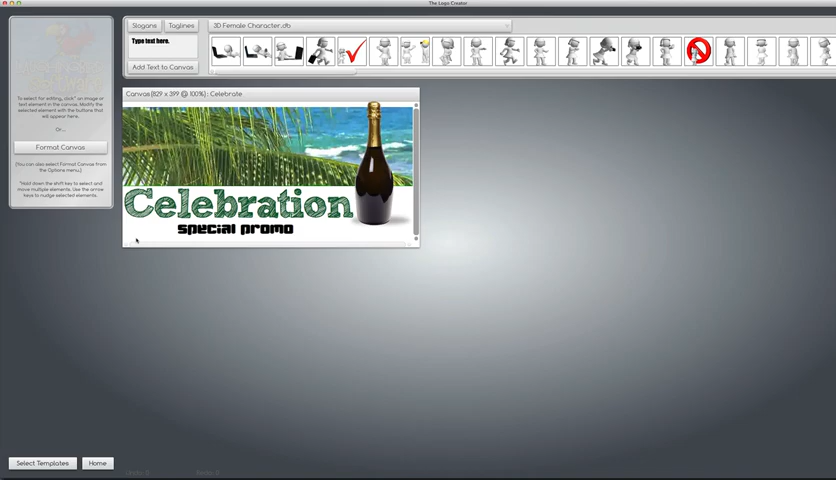 The Logo Creator
Slogans
Taglines
3D Female Character.db
Type text here.
Add Text to Canvas
To select for editing, click* an image or
text element in the canvas. Modify the
selected element with the buttons that
will appear here.
Or...
Format Canvas
(You can also select Format Canvas from
the Options menu.)
*Hold down the shift key to select and
move multiple elements. Use the arrow
keys to nudge selected elements.
Canvas (829 x 399 @ 100%) : Celebrate
Celebration
special promo
Select Templates
Home